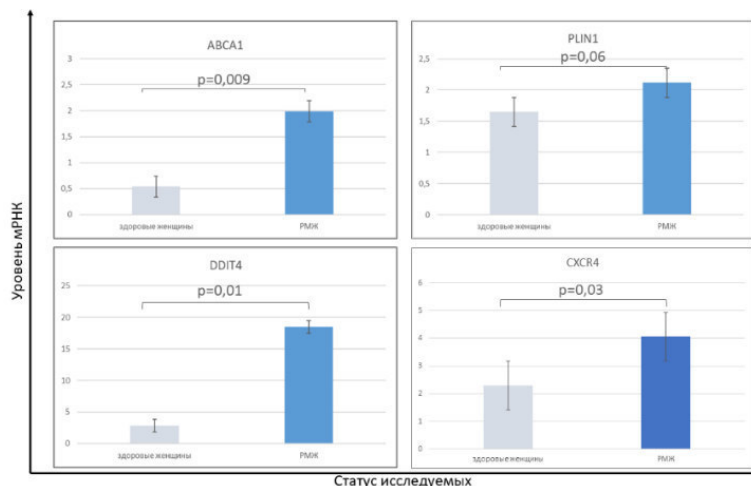 Уровень мРНК
ABCA1
p=0,009
3
2,5
2
1,5
1
0,5
0
здоровые женщины РМЖ
PLIN1
p=0,06
2,5
2
1,5
1
0,5
0
здоровые женщины РМЖ
DDIT4
p=0,01
25
20
15
10
5
0
здоровые женщины РМЖ
CXCR4
p=0,03
6
5
4
3
2
1
0
здоровые женщины РМЖ
Статус исследуемых